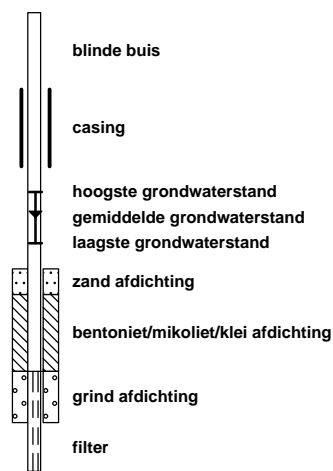 blinde buis
casing
hoogste grondwaterstand
gemiddelde grondwaterstand
laagste grondwaterstand
zand afdichting
bentoniet/mikoliet/klei afdichting
grind afdichting
filter